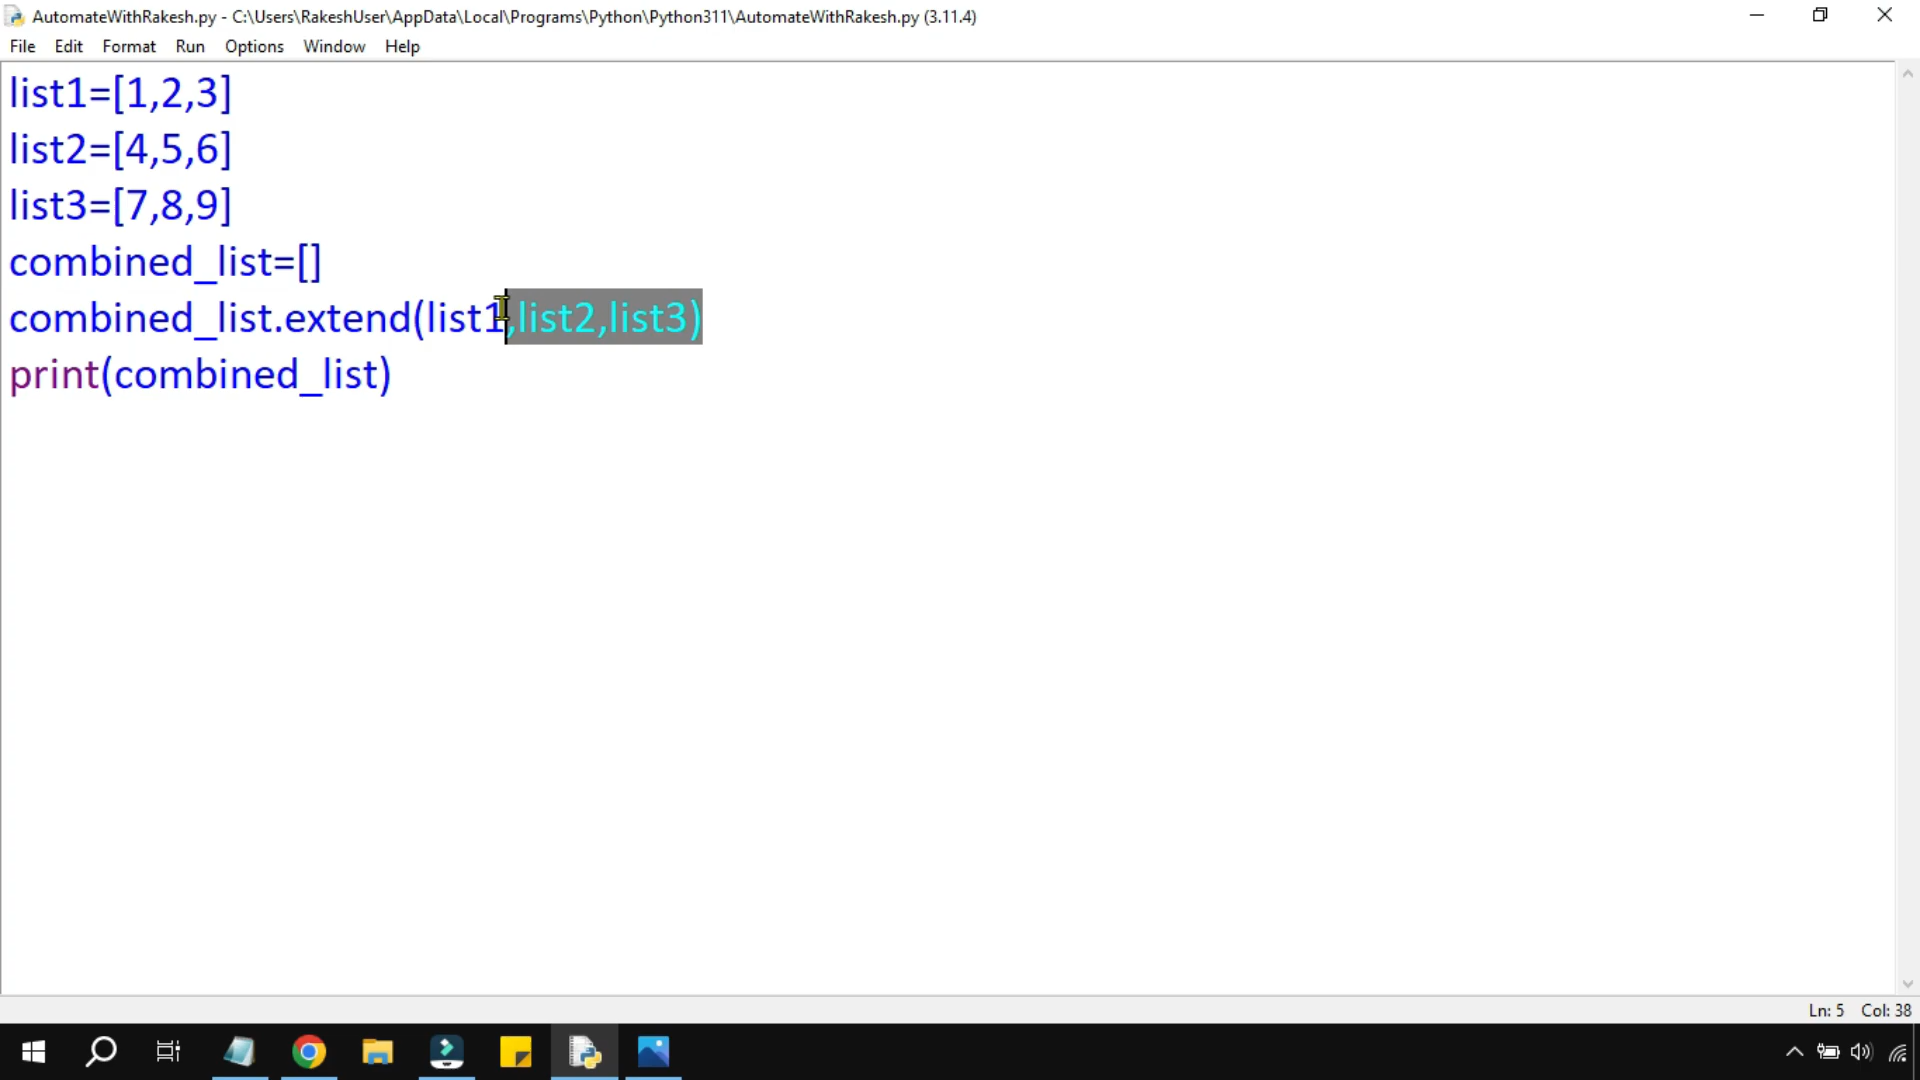 AutomateWithRakesh.py - C:\Users\RakeshUser\AppData\Local\Programs\Python\Python311\AutomateWithRakesh.py (3.11.4)
File Edit Format Run Options Window Help
list1=[1,2,3]
list2=[4,5,6]
list3=[7,8,9]
combined_list=[]
combined_list.extend(list1,list2,list3)
print(combined_list)
Ln: 5 Col: 38